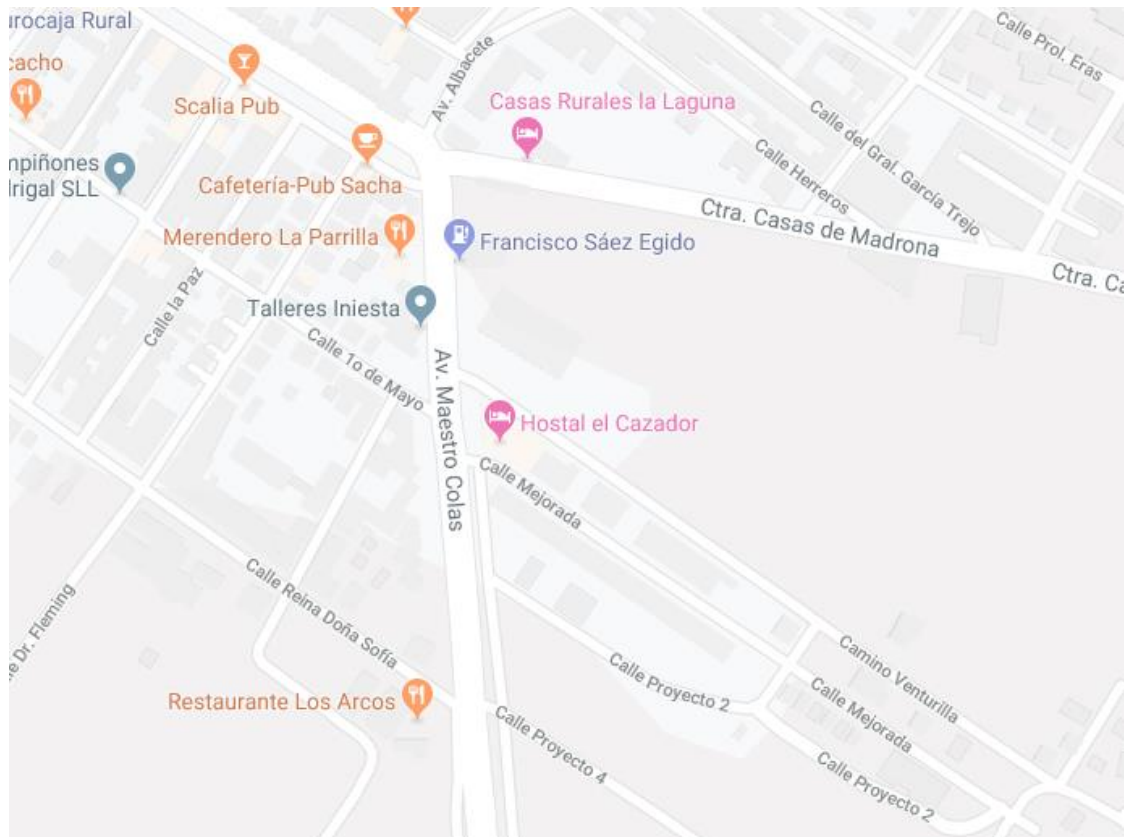 urocaja Rural
cacho
Scalia Pub
Av. Albacete
Casas Rurales la Laguna
Calle Prol. Eras
Calle del Gral. García Trejo
Calle Herreros
mpiñones
drigal SLL
Cafetería-Pub Sacha
Merendero La Parrilla
Francisco Sáez Egido
Ctra. Casas de Madrona
Ctra. Ca
Calle la Paz
Talleres Iniesta
Calle 1o de Mayo
Av. Maestro Colas
Hostal el Cazador
Calle Mejorada
Calle Reina Doña Sofía
le Dr. Fleming
Restaurante Los Arcos
Calle Proyecto 2
Camino Venturilla
Calle Mejorada
Calle Proyecto 4
Calle Proyecto 2